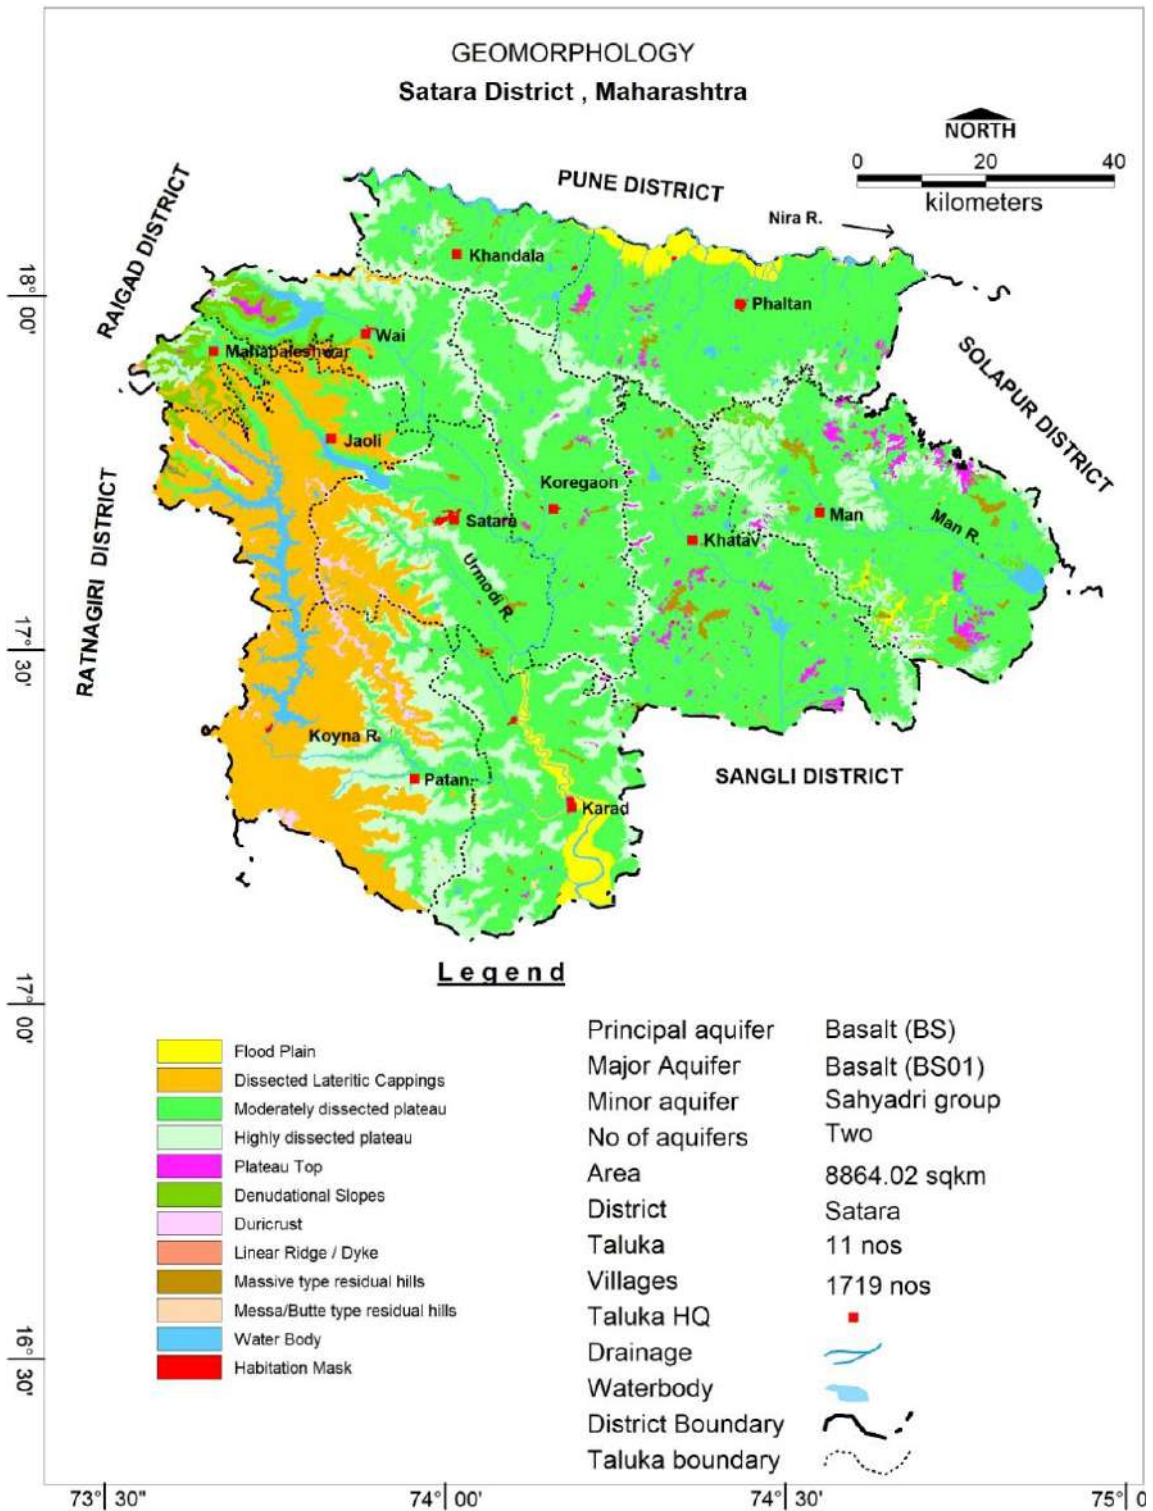 GEOMORPHOLOGY
Satara District , Maharashtra
NORTH
0 20 40
kilometers
PUNE DISTRICT
RAIGAD DISTRICT
Nira R.
Khandala
18° 00'
Phaltan
Wai
Mahapaleshwar
SOLAPUR DISTRICT
Jaoli
Koregaon
RATNAGIRI DISTRICT
Satara
Man
Man R.
Khatav
Urmodi R.
17° 30'
Koyna R.
SANGLI DISTRICT
Patan
Karad
Legend
17° 00'
Flood Plain
Dissected Lateritic Cappings
Moderately dissected plateau
Highly dissected plateau
Plateau Top
Denudational Slopes
Duricrust
Linear Ridge / Dyke
Massive type residual hills
Messa/Butte type residual hills
Water Body
Habitation Mask
Principal aquifer Basalt (BS)
Major Aquifer Basalt (BS01)
Minor aquifer Sahyadri group
No of aquifers Two
Area 8864.02 sqkm
District Satara
Taluka 11 nos
Villages 1719 nos
Taluka HQ
Drainage
Waterbody
District Boundary
Taluka boundary
16° 30'
73° 30" 74° 00' 74° 30' 75° 0